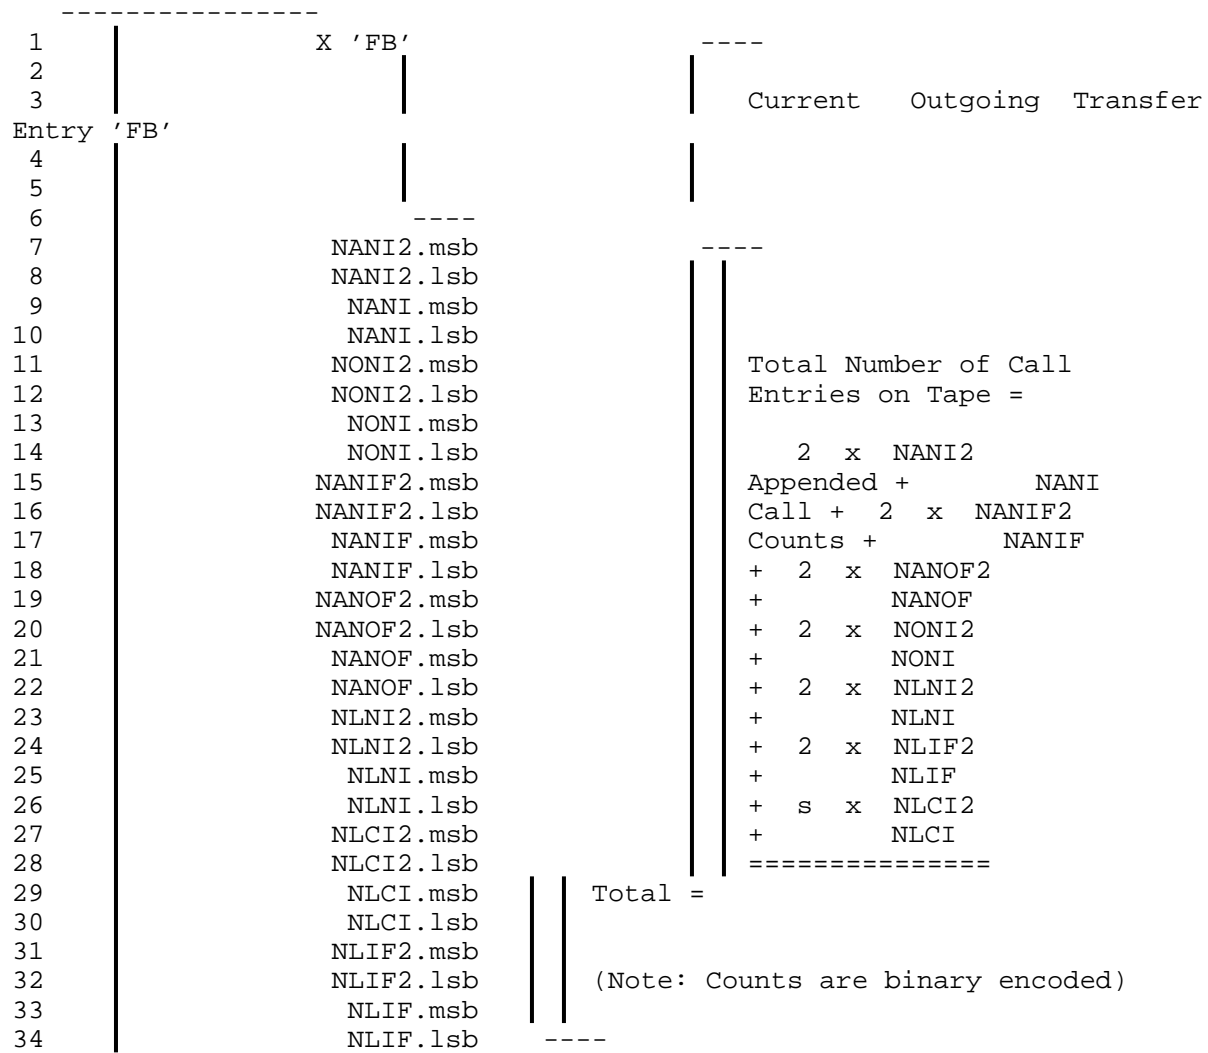 ----------------
1 X ’FB’ ----
2
3 Current Outgoing Transfer
Entry ’FB’
4
5
6 ----
7 NANI2.msb ----
8 NANI2.lsb
9 NANI.msb
10 NANI.lsb
11 NONI2.msb Total Number of Call
12 NONI2.lsb Entries on Tape =
13 NONI.msb
14 NONI.lsb 2 x NANI2
15 NANIF2.msb Appended + NANI
16 NANIF2.lsb Call + 2 x NANIF2
17 NANIF.msb Counts + NANIF
18 NANIF.lsb + 2 x NANOF2
19 NANOF2.msb + NANOF
20 NANOF2.lsb + 2 x NONI2
21 NANOF.msb + NONI
22 NANOF.lsb + 2 x NLNI2
23 NLNI2.msb + NLNI
24 NLNI2.lsb + 2 x NLIF2
25 NLNI.msb + NLIF
26 NLNI.lsb + s x NLCI2
27 NLCI2.msb + NLCI
28 NLCI2.lsb ===============
29 NLCI.msb Total =
30 NLCI.lsb
31 NLIF2.msb
32 NLIF2.lsb (Note: Counts are binary encoded)
33 NLIF.msb
34 NLIF.lsb ----